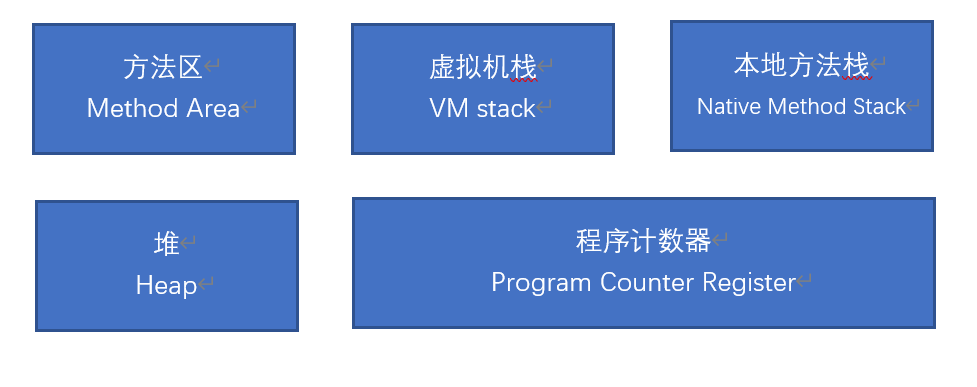 方法区
Method Area
虚拟机栈
VM stack
本地方法栈
Native Method Stack
堆
Heap
程序计数器
Program Counter Register